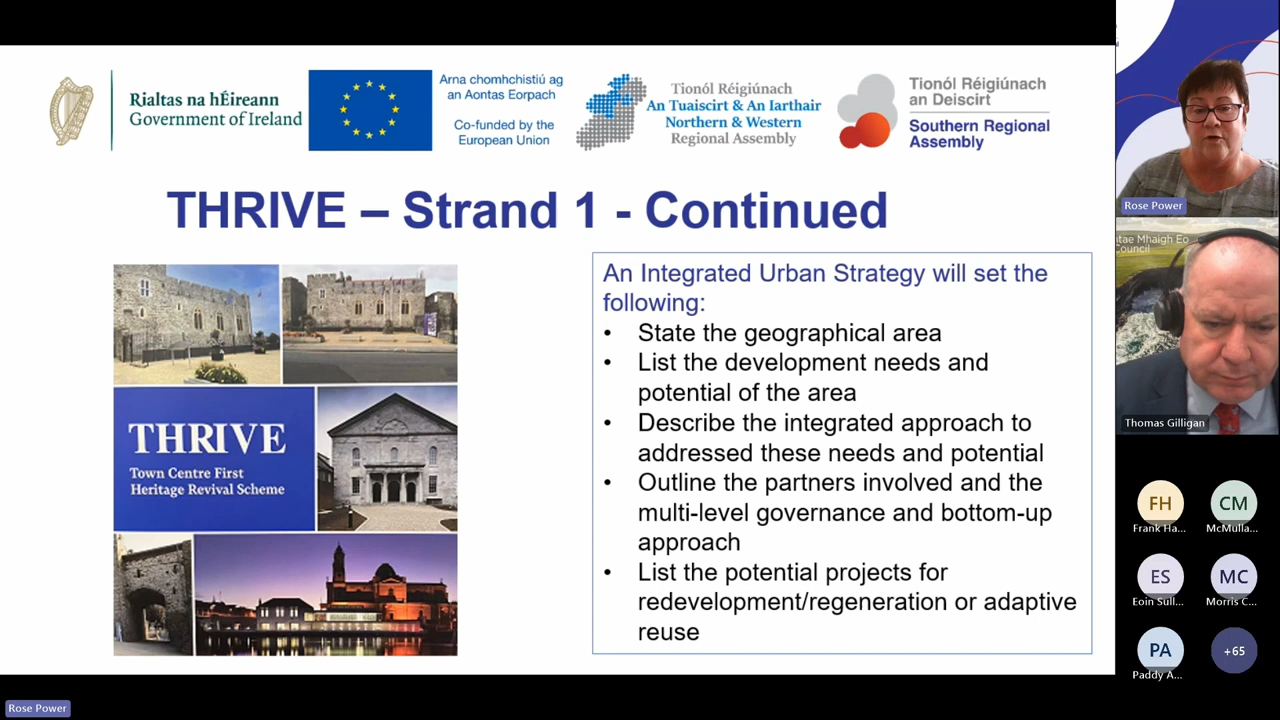 Rialtas na hÉireann
Government of Ireland
Arna chomhchistiú ag
an Aontas Eorpach
Co-funded by the
European Union
Tionól Réigiúnach
An Tuaiscirt & An Iarthair
Northern & Western
Regional Assembly
Tionól Réigiúnach
an Deiscirt
Southern Regional
Assembly
THRIVE – Strand 1 - Continued
THRIVE
Town Centre First
Heritage Revival Scheme
An Integrated Urban Strategy will set the
following:
• State the geographical area
• List the development needs and
potential of the area
• Describe the integrated approach to
addressed these needs and potential
• Outline the partners involved and the
multi-level governance and bottom-up
approach
• List the potential projects for
redevelopment/regeneration or adaptive
reuse
Rose Power
ntae Mhaigh Eo
Council
Thomas Gilligan
FH
Frank Ha...
CM
McMulla...
ES
Eoin Sull...
MC
Morris C...
PA
Paddy A...
+65
Rose Power